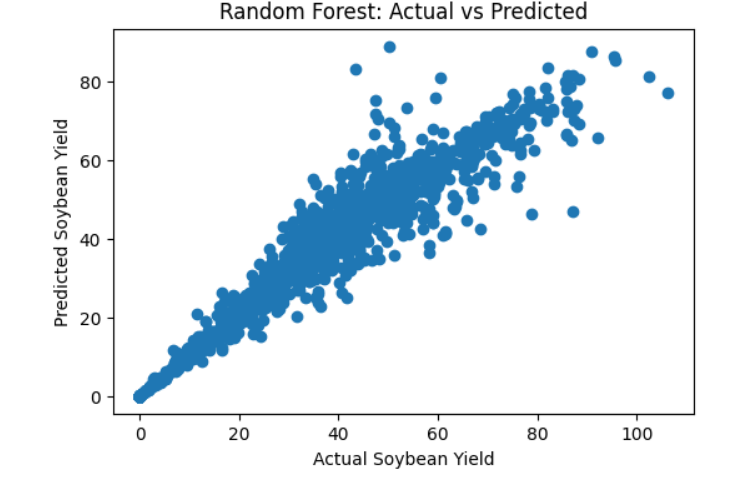 Random Forest: Actual vs Predicted
80
60
40
20
0
Predicted Soybean Yield
0 20 40 60 80 100
Actual Soybean Yield